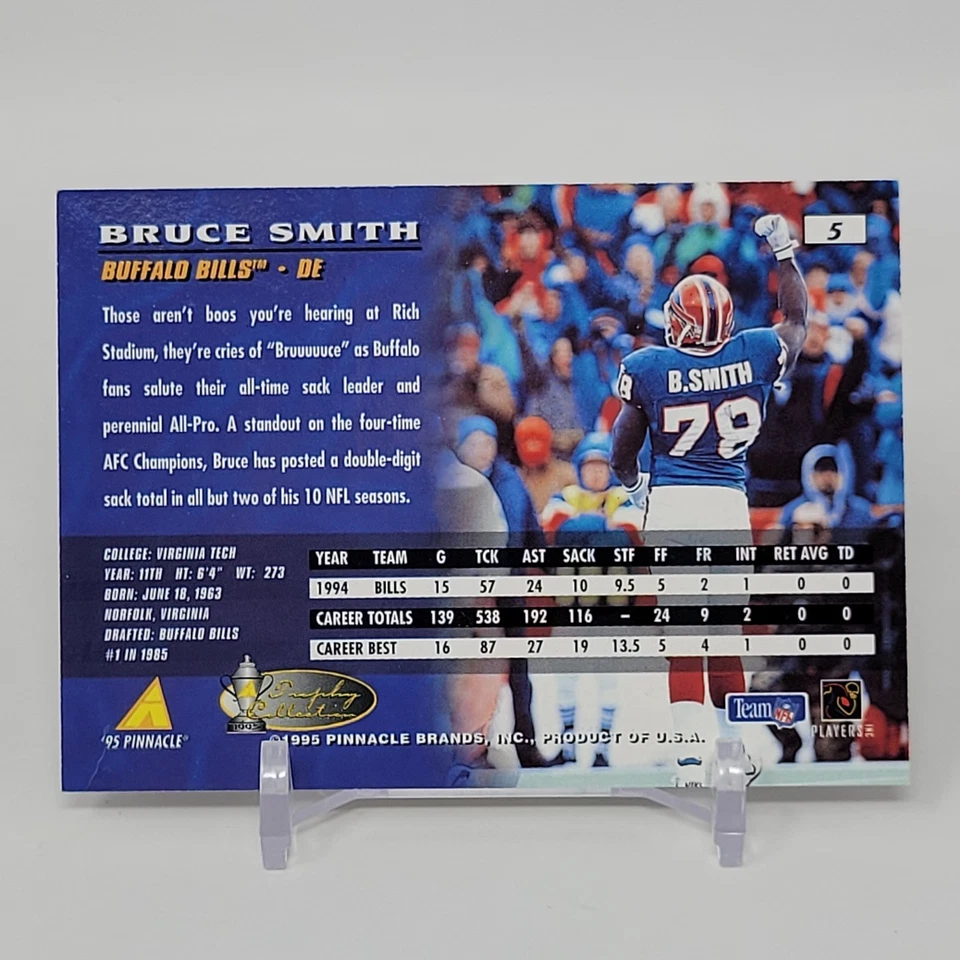 BRUCE SMITH
5
BUFFALO BILLS™ • DE
Those aren't boos you're hearing at Rich
Stadium, they're cries of "Bruuuuuce" as Buffalo
fans salute their all-time sack leader and
perennial All-Pro. A standout on the four-time
AFC Champions, Bruce has posted a double-digit
sack total in all but two of his 10 NFL seasons.
B.SMITH
78
78
COLLEGE: VIRGINIA TECH
YEAR: 11TH HT: 6'4" WT: 273
BORN: JUNE 18, 1963
NORFOLK, VIRGINIA
DRAFTED: BUFFALO BILLS
#1 IN 1985
YEAR TEAM G TCK AST SACK STF FF FR INT RET AVG TD
1994 BILLS 15 57 24 10 9.5 5 2 1 0 0
CAREER TOTALS 139 538 192 116 – 24 9 2 0 0
CAREER BEST 16 87 27 19 13.5 5 4 1 0 0
'95 PINNACLE®
Trophy
Collection
1995
Team NFL
PLAYERS INC
©1995 PINNACLE BRANDS, INC., PRODUCT OF U.S.A.